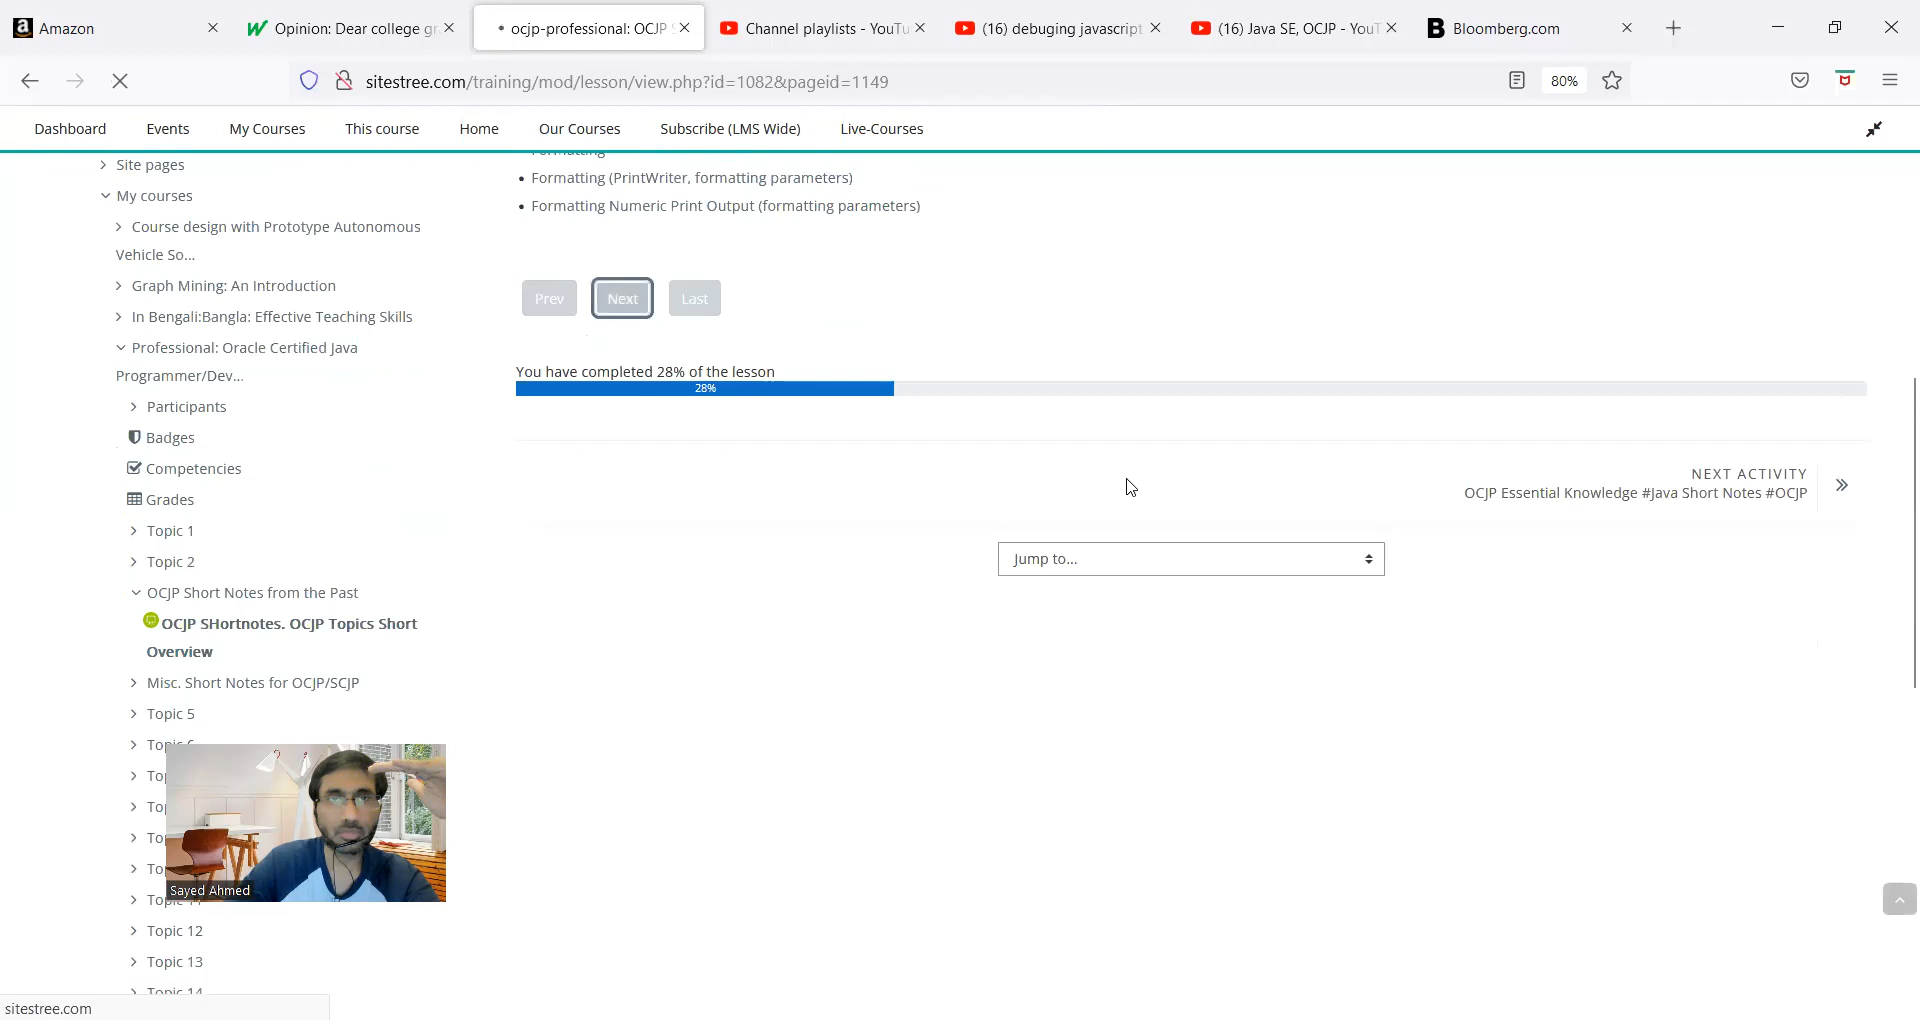 Amazon
Opinion: Dear college gr
ocjp-professional: OCJP S
Channel playlists - YouTu
(16) debuging javascript
(16) Java SE, OCJP - YouT
Bloomberg.com
sitestree.com/training/mod/lesson/view.php?id=1082&pageid=1149
80%
Dashboard
Events
My Courses
This course
Home
Our Courses
Subscribe (LMS Wide)
Live-Courses
Site pages
My courses
Course design with Prototype Autonomous
Vehicle So...
Graph Mining: An Introduction
In Bengali:Bangla: Effective Teaching Skills
Professional: Oracle Certified Java
Programmer/Dev...
Participants
Badges
Competencies
Grades
Topic 1
Topic 2
OCJP Short Notes from the Past
OCJP SHortnotes. OCJP Topics Short
Overview
Misc. Short Notes for OCJP/SCJP
Topic 5
Topic 12
Topic 13
Topic 14
Formatting
Formatting (PrintWriter, formatting parameters)
Formatting Numeric Print Output (formatting parameters)
Prev
Next
Last
You have completed 28% of the lesson
28%
NEXT ACTIVITY
OCJP Essential Knowledge #Java Short Notes #OCJP
Jump to...
Sayed Ahmed
sitestree.com